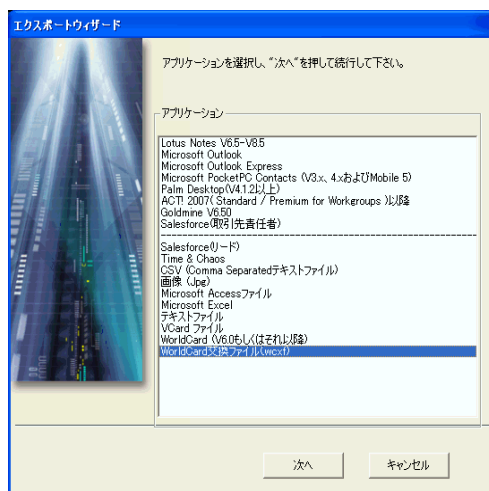 エクスポートウィザード
アプリケーションを選択し、“次へ”を押して続行して下さい。
アプリケーション
Lotus Notes V6.5-V8.5
Microsoft Outlook
Microsoft Outlook Express
Microsoft PocketPC Contacts (V3.x、4.xおよびMobile 5)
Palm Desktop(V4.1.2以上)
ACT! 2007( Standard / Premium for Workgroups )以降
Goldmine V6.50
Salesforce(取引先責任者)
Salesforce(リード)
Time & Chaos
CSV (Comma Separatedテキストファイル)
画像 (Jpg)
Microsoft Accessファイル
Microsoft Excel
テキストファイル
VCard ファイル
WorldCard (V6.0もしくはそれ以降)
WorldCard交換ファイル(wcxf)
次へ
キャンセル